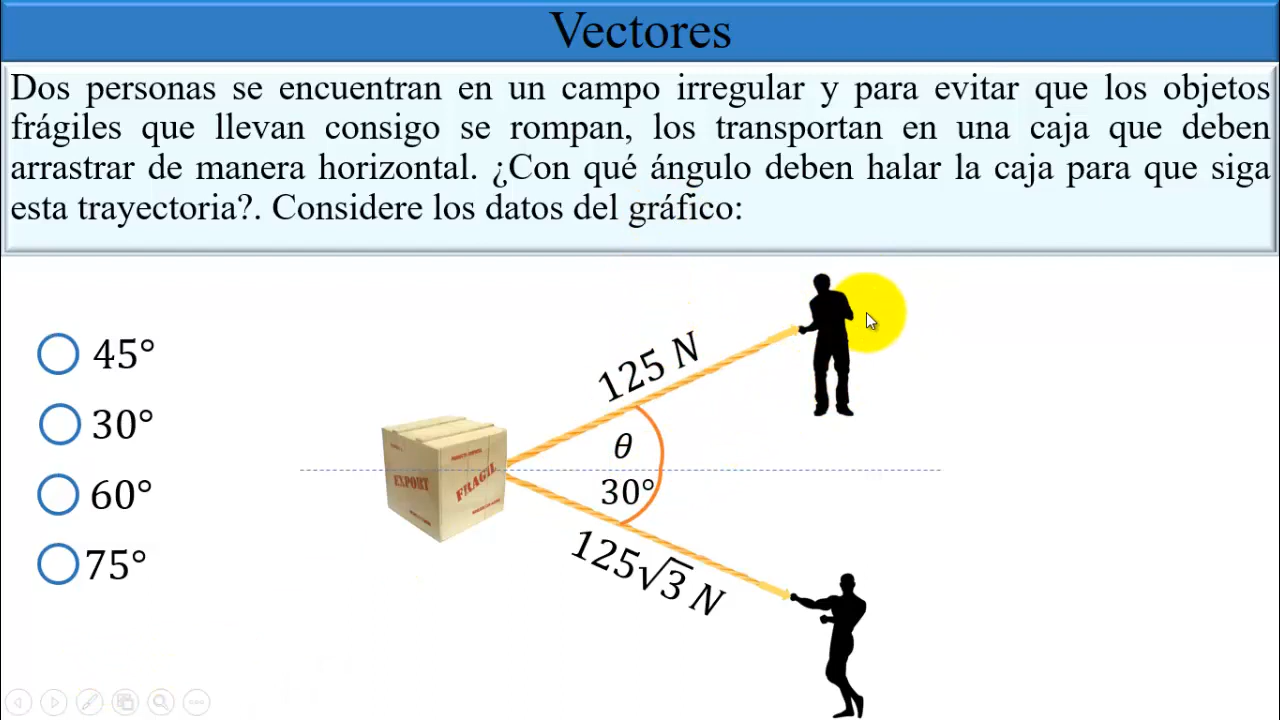 Vectores
Dos personas se encuentran en un campo irregular y para evitar que los objetos
frágiles que llevan consigo se rompan, los transportan en una caja que deben
arrastrar de manera horizontal. ¿Con qué ángulo deben halar la caja para que siga
esta trayectoria?. Considere los datos del gráfico:
45°
30°
60°
75°
125 N
θ
30°
125√3 N
EXPORT
FRAGIL